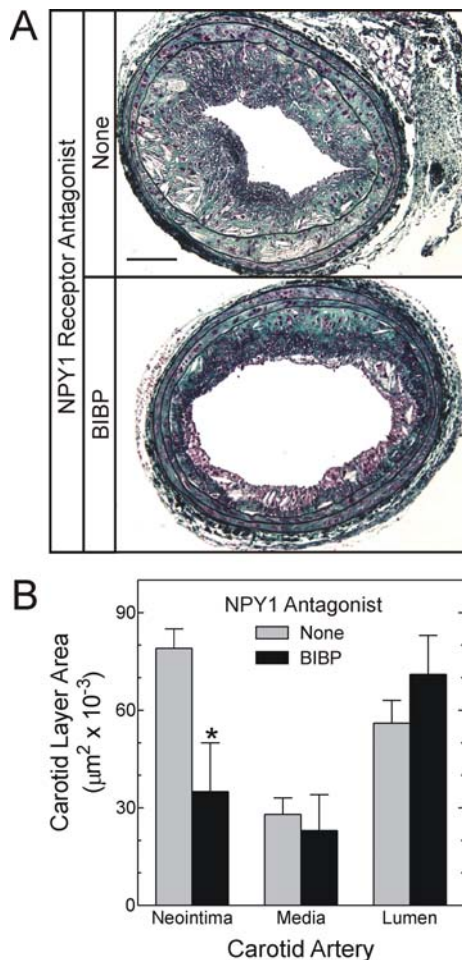 A
NPY1 Receptor Antagonist
None
BIBP
B
NPY1 Antagonist
None
BIBP
Carotid Layer Area
(μm² x 10⁻³)
90
60
30
0
*
Neointima Media Lumen
Carotid Artery